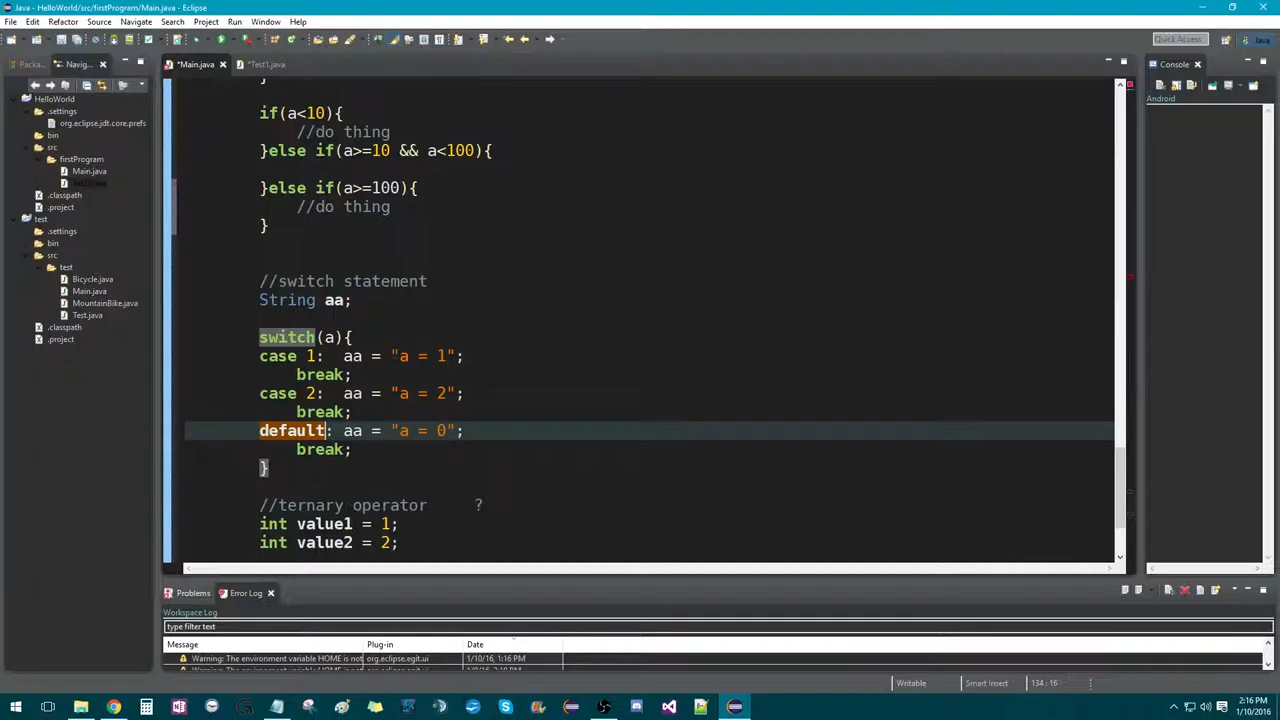 Java - HelloWorld/src/firstProgram/Main.java - Eclipse
File Edit Refactor Source Navigate Search Project Run Window Help
Quick Access
Java
Packa...
Navig...
*Main.java
*Test1.java
Console
Android
HelloWorld
.settings
org.eclipse.jdt.core.prefs
bin
src
firstProgram
Main.java
.classpath
.project
test
.settings
bin
src
test
Bicycle.java
Main.java
MountainBike.java
Test.java
.classpath
.project
}
if(a<10){
//do thing
}else if(a>=10 && a<100){
}else if(a>=100){
//do thing
}
//switch statement
String aa;
switch(a){
case 1: aa = "a = 1";
break;
case 2: aa = "a = 2";
break;
default: aa = "a = 0";
break;
}
//ternary operator ?
int value1 = 1;
int value2 = 2;
Problems
Error Log
Workspace Log
type filter text
Message Plug-in Date
Warning: The environment variable HOME is not org.eclipse.egit.ui 1/10/16, 1:16 PM
Writable Smart Insert 134 : 16
2:16 PM
1/10/2016